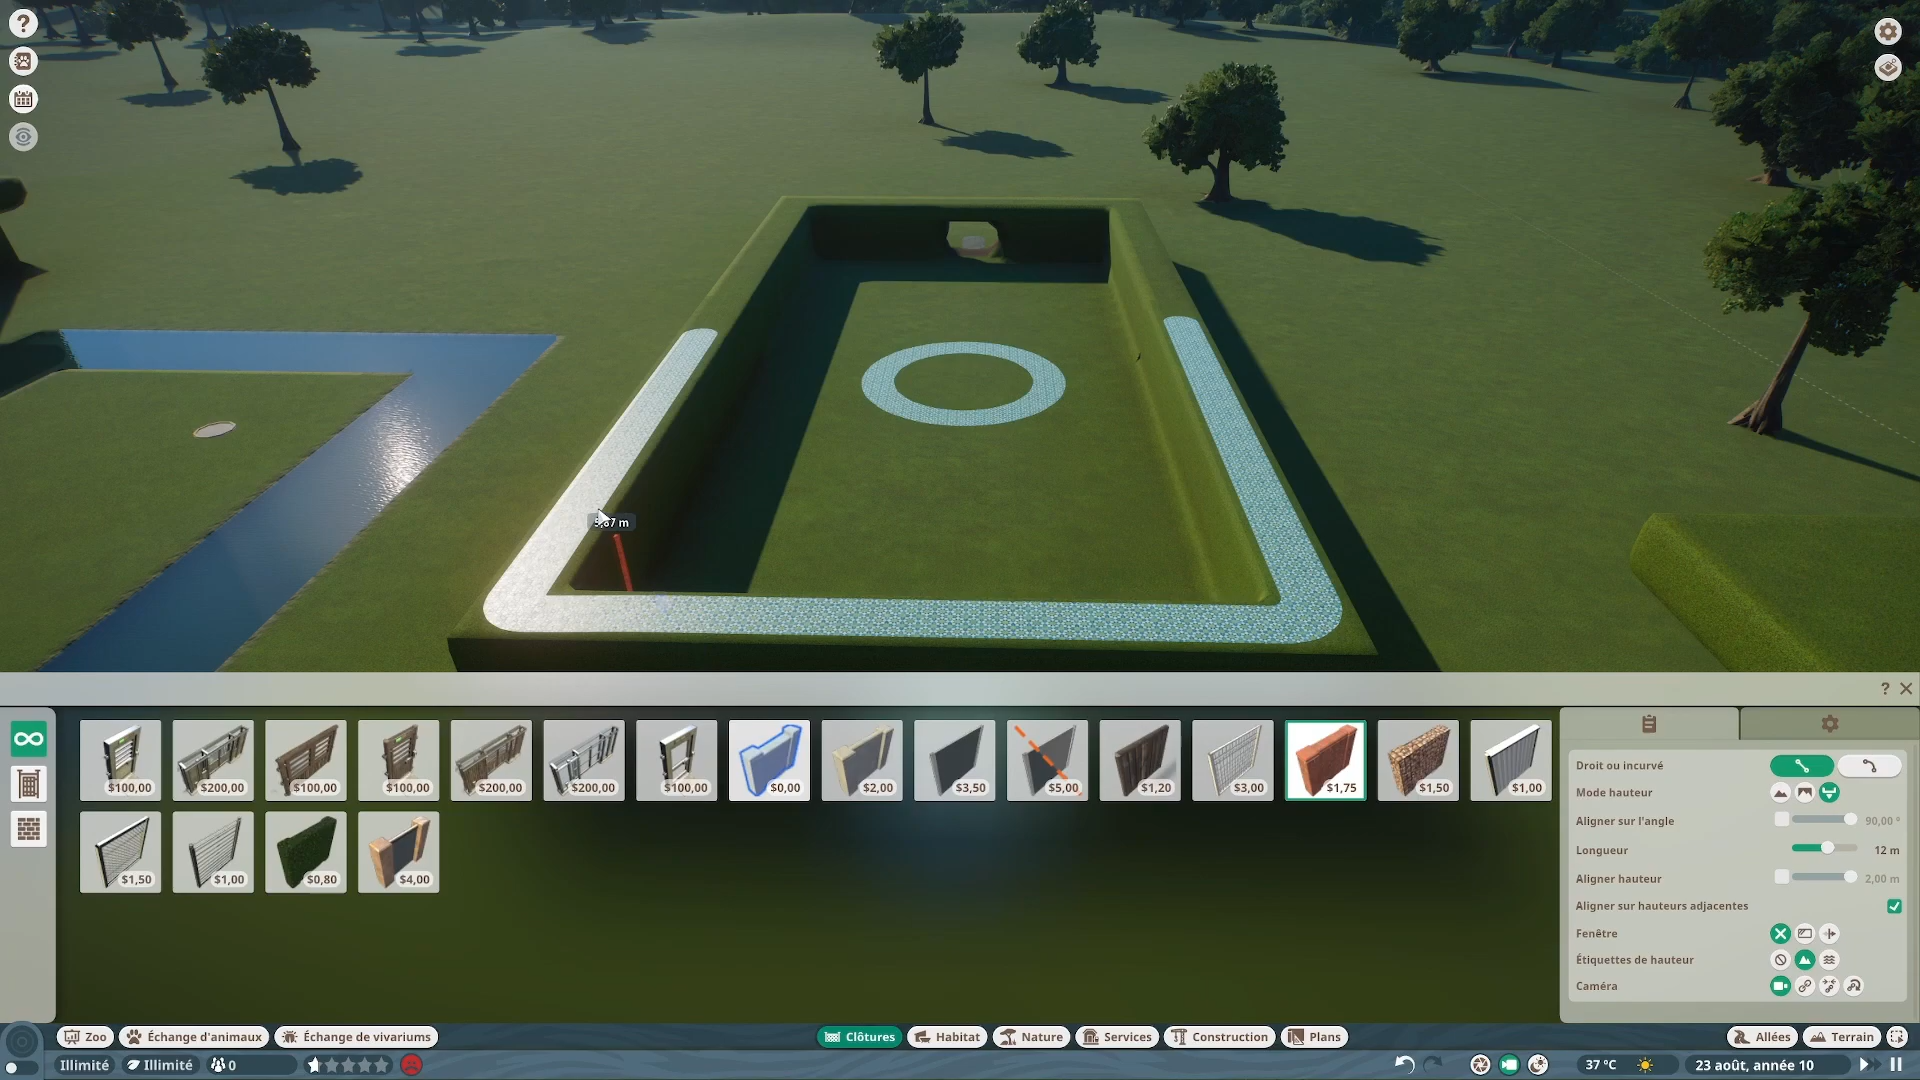 ?
,87 m
? ×
$100,00 $200,00 $100,00 $100,00 $200,00 $200,00 $100,00 $0,00 $2,00 $3,50 $5,00 $1,20 $3,00 $1,75 $1,50 $1,00
$1,50 $1,00 $0,80 $4,00
Droit ou incurvé
Mode hauteur
Aligner sur l'angle 90,00 °
Longueur 12 m
Aligner hauteur 2,00 m
Aligner sur hauteurs adjacentes
Fenêtre
Étiquettes de hauteur
Caméra
Zoo Échange d'animaux Échange de vivariums Clôtures Habitat Nature Services Construction Plans Allées Terrain
Illimité Illimité 0 37 °C 23 août, année 10